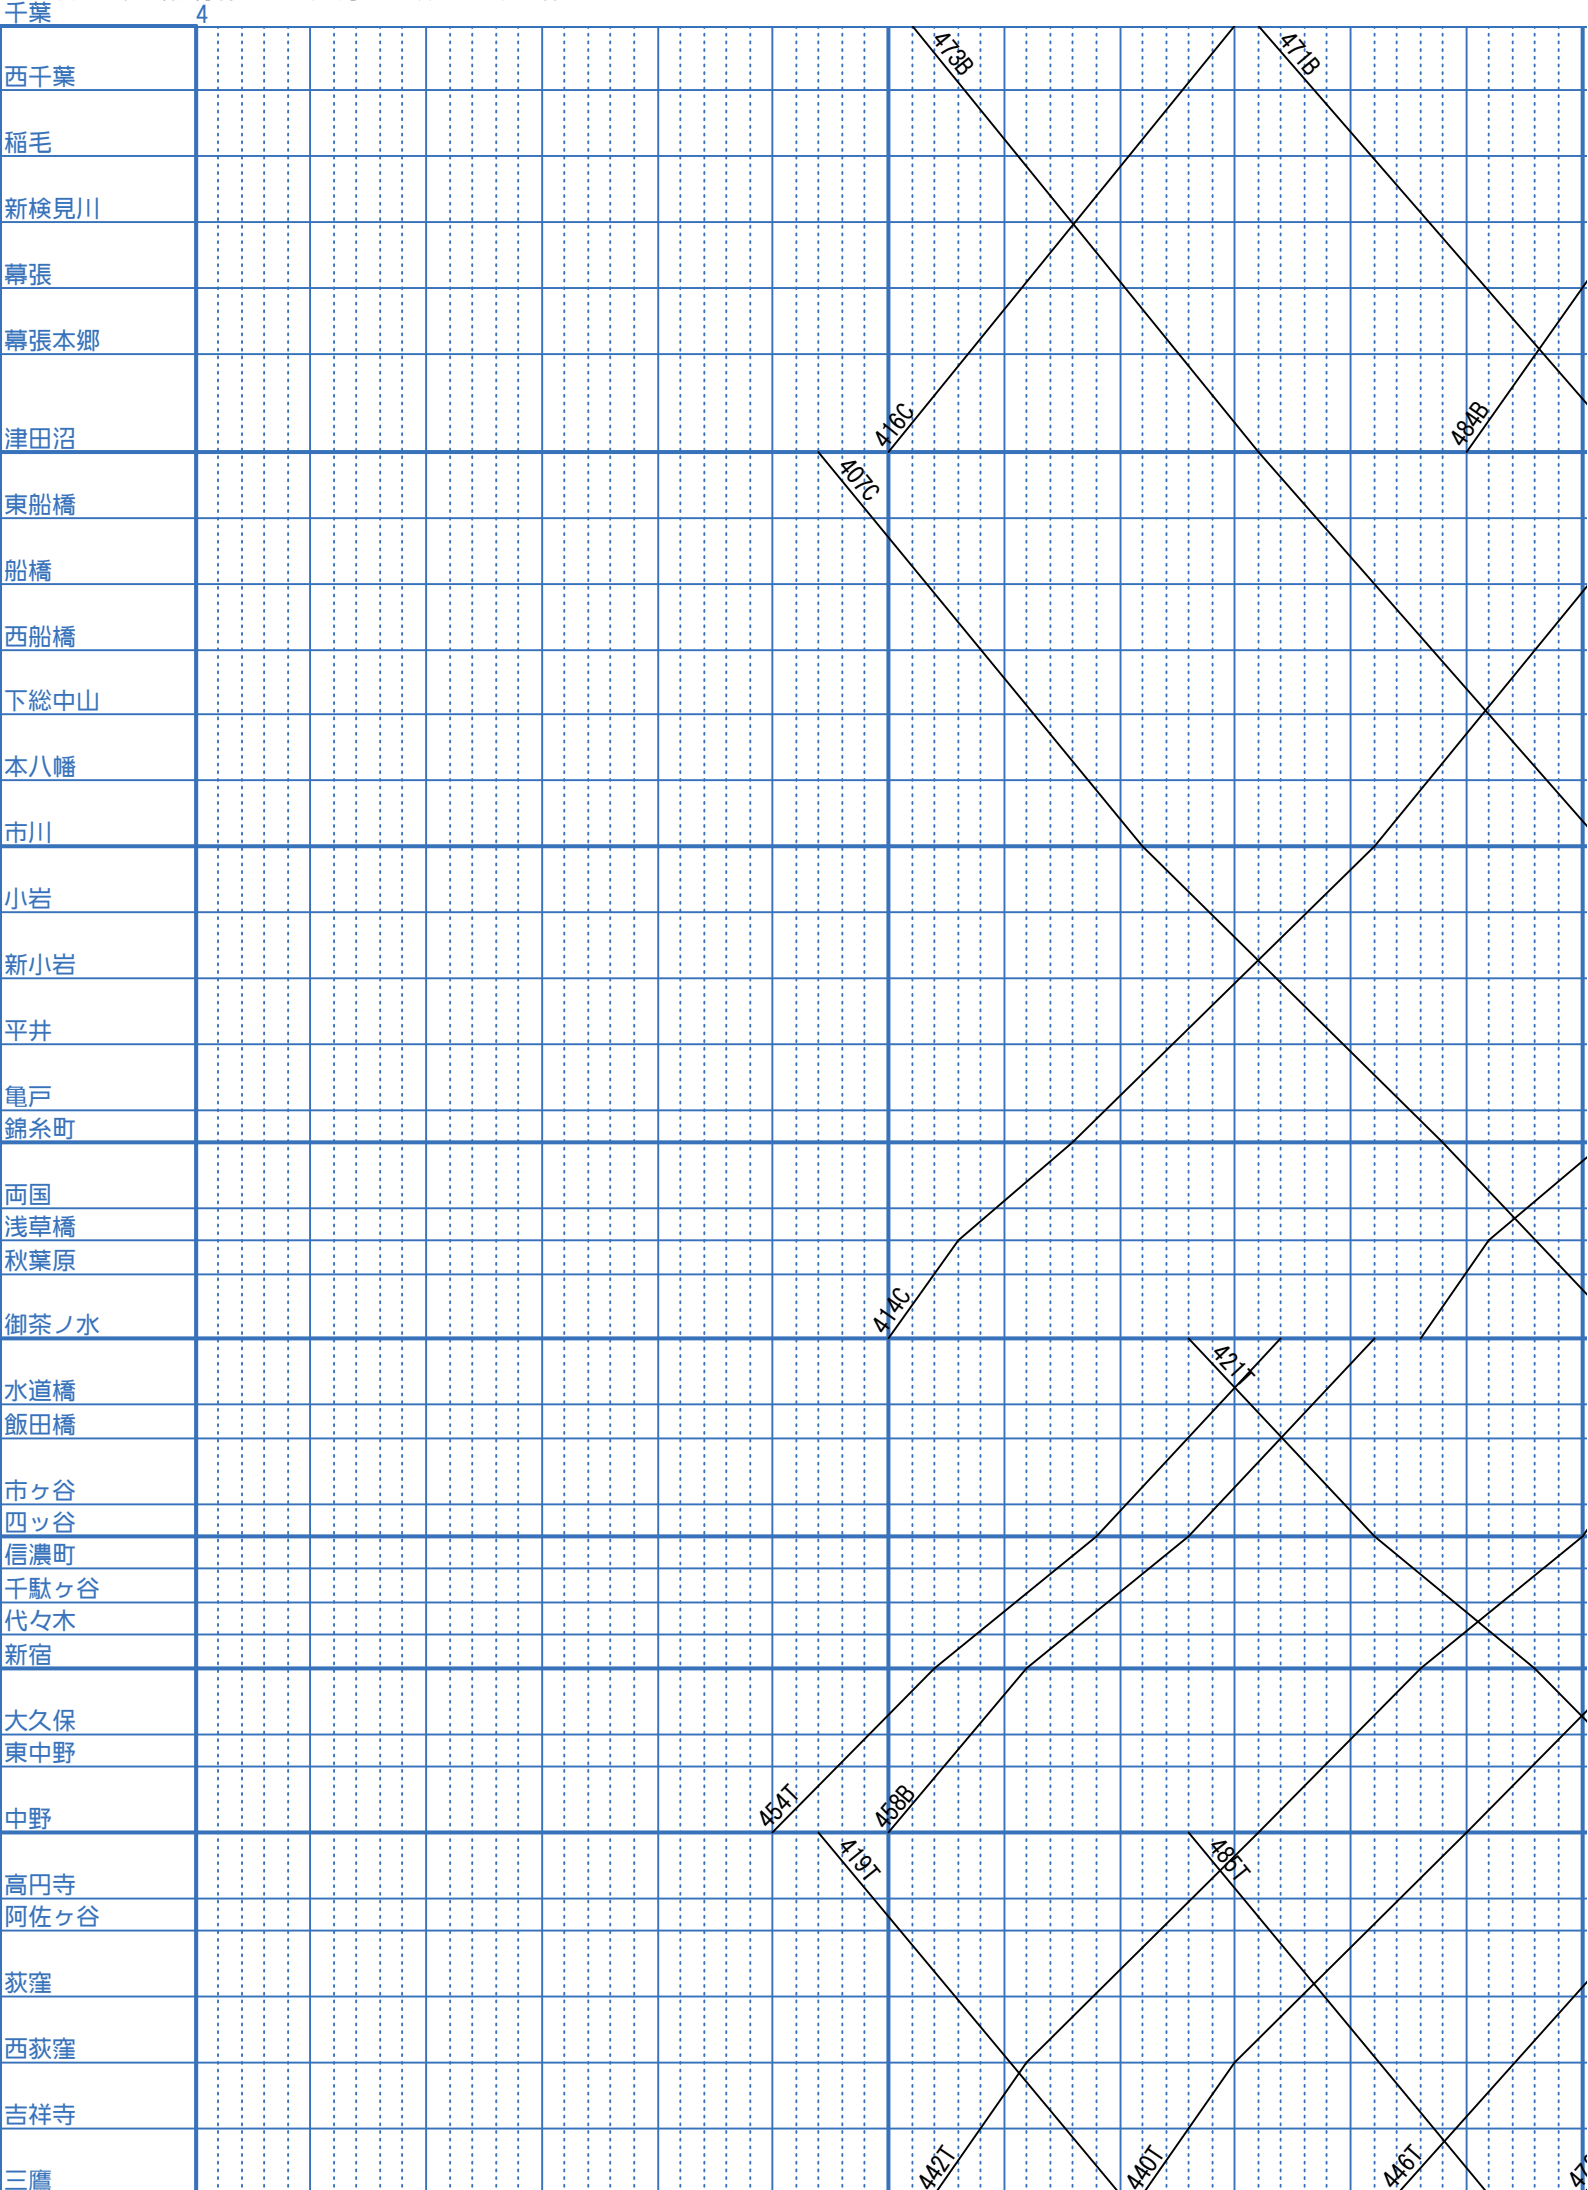 千葉 4
473B
471B
西千葉
稲毛
新検見川
幕張
幕張本郷
416C
484B
津田沼
407C
東船橋
船橋
西船橋
下総中山
本八幡
市川
小岩
新小岩
平井
亀戸
錦糸町
両国
浅草橋
秋葉原
414C
御茶ノ水
421T
水道橋
飯田橋
市ヶ谷
四ッ谷
信濃町
千駄ヶ谷
代々木
新宿
大久保
東中野
454T
458B
中野
419T
485T
高円寺
阿佐ヶ谷
荻窪
西荻窪
吉祥寺
442T
440T
446T
三鷹